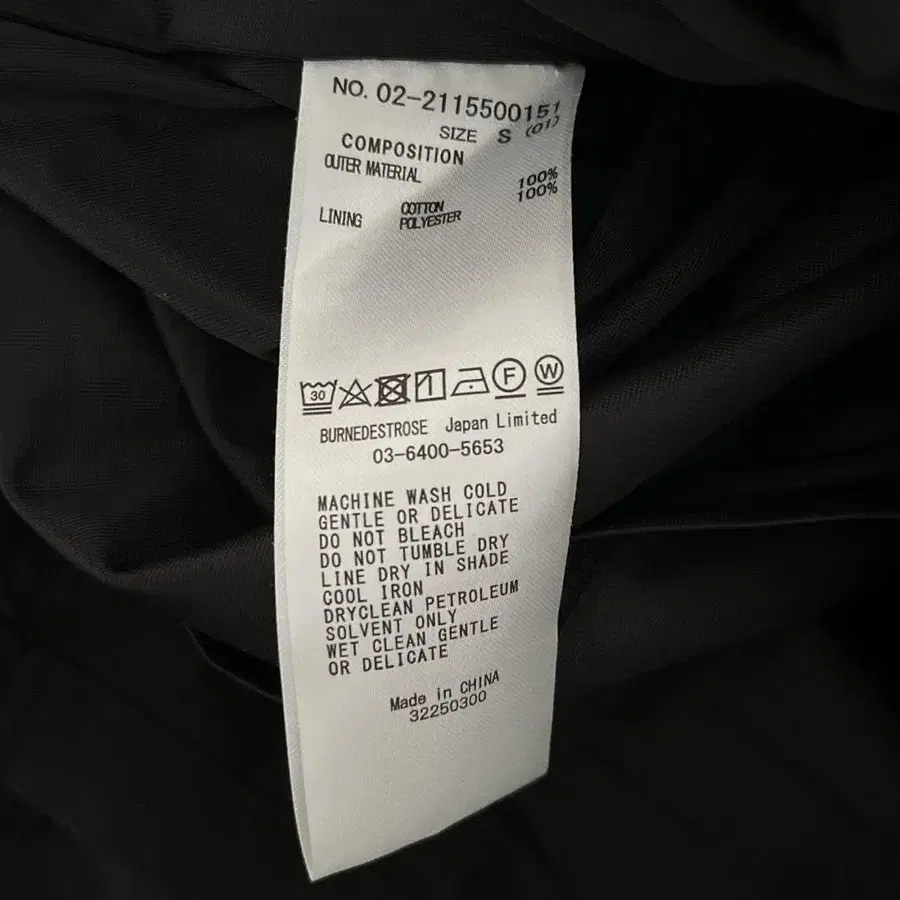 NO. 02-2115500151
SIZE S (01)
COMPOSITION
OUTER MATERIAL
COTTON 100%
LINING POLYESTER 100%
30 F W
BURNEDESTROSE Japan Limited
03-6400-5653
MACHINE WASH COLD
GENTLE OR DELICATE
DO NOT BLEACH
DO NOT TUMBLE DRY
LINE DRY IN SHADE
COOL IRON
DRYCLEAN PETROLEUM
SOLVENT ONLY
WET CLEAN GENTLE
OR DELICATE
Made in CHINA
32250300